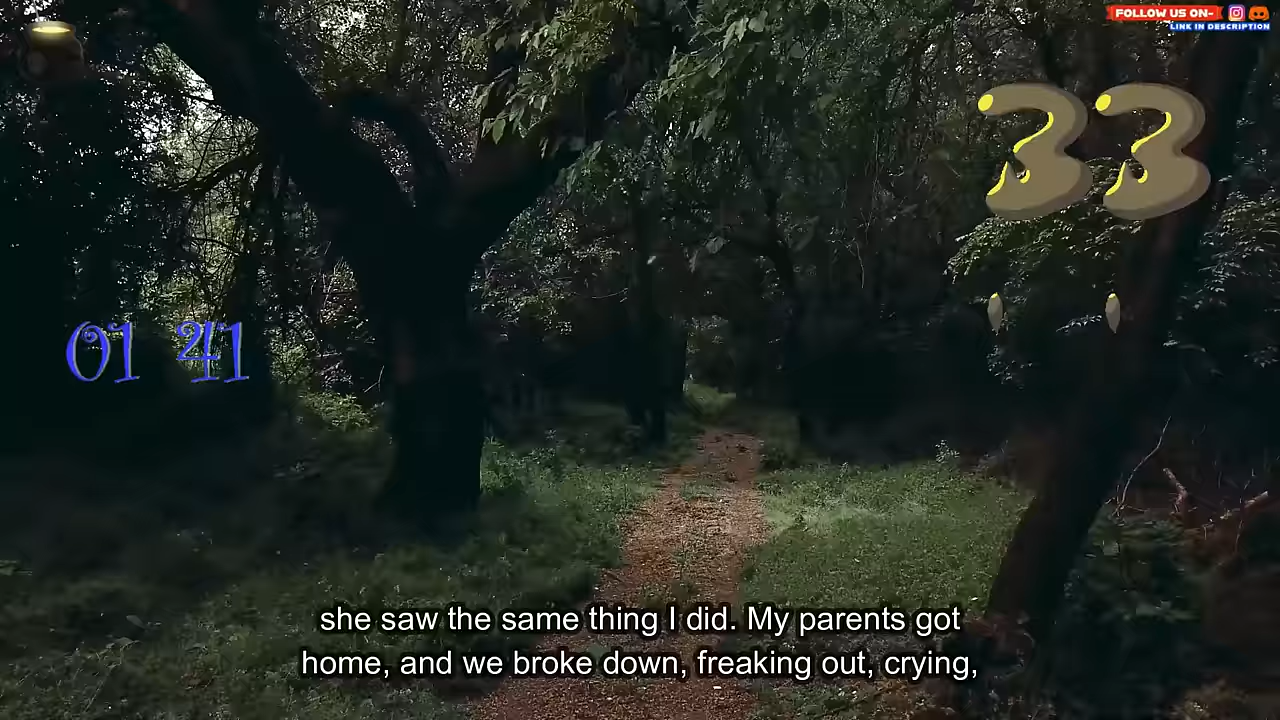 FOLLOW US ON-
LINK IN DESCRIPTION
33
01 41
she saw the same thing I did. My parents got
home, and we broke down, freaking out, crying,